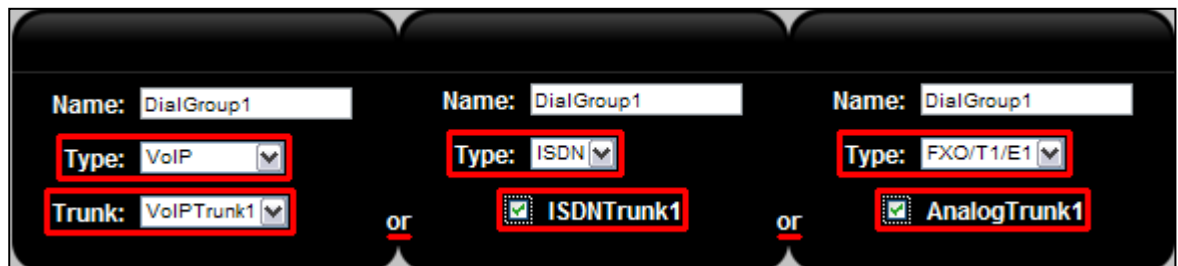 Name: DialGroup1
Type: VoIP
Trunk: VoIPTrunk1
or
Name: DialGroup1
Type: ISDN
ISDNTrunk1
or
Name: DialGroup1
Type: FXO/T1/E1
AnalogTrunk1